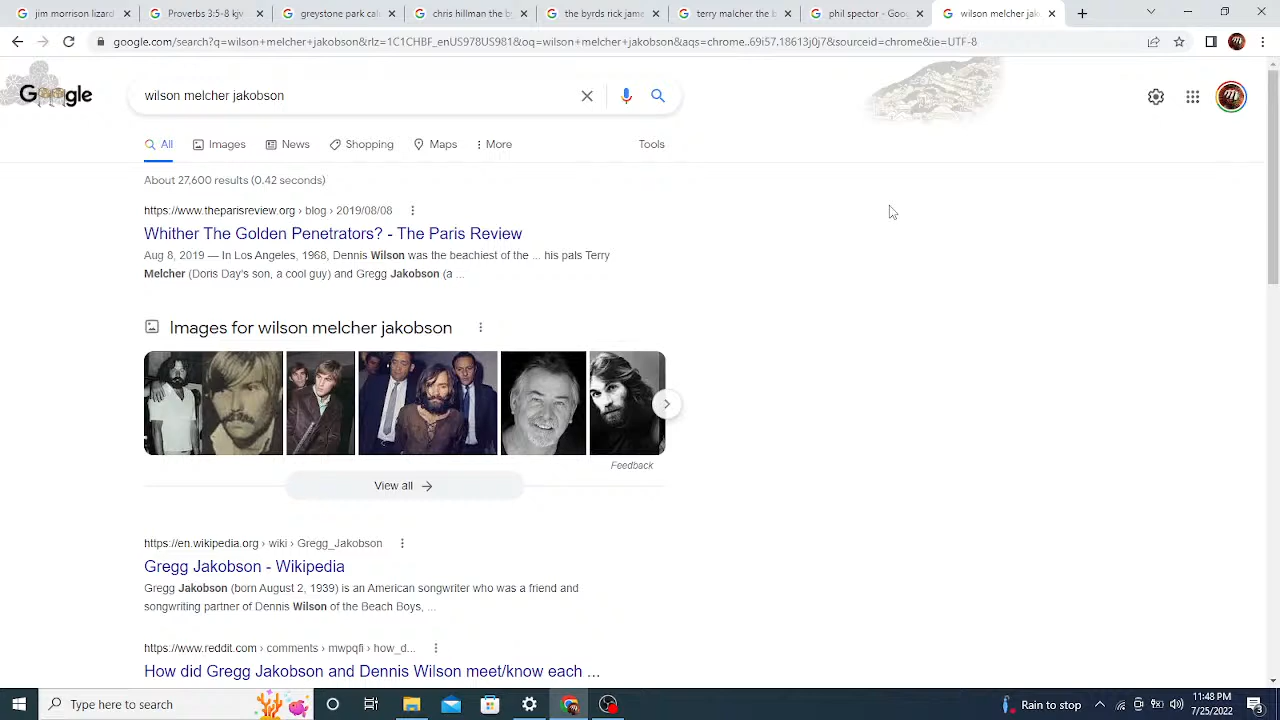 jim morison lizard
Proverbs 3:5-8 kjv
greystone park cal
chris hillman the b
the byrds rick jame
terry melcher the b
phil spector - Goog
wilson melcher jak
google.com/search?q=wilson+melcher+jakobson&rlz=1C1CHBF_enUS978US981&oq=wilson+melcher+jakobson&aqs=chrome..69i57.18613j0j7&sourceid=chrome&ie=UTF-8
Google
wilson melcher jakobson
All Images News Shopping Maps More Tools
About 27,600 results (0.42 seconds)
https://www.theparisreview.org › blog › 2019/08/08
Whither The Golden Penetrators? - The Paris Review
Aug 8, 2019 — In Los Angeles, 1968, Dennis Wilson was the beachiest of the ... his pals Terry
Melcher (Doris Day's son, a cool guy) and Gregg Jakobson (a ...
Images for wilson melcher jakobson
Feedback
View all
https://en.wikipedia.org › wiki › Gregg_Jakobson
Gregg Jakobson - Wikipedia
Gregg Jakobson (born August 2, 1939) is an American songwriter who was a friend and
songwriting partner of Dennis Wilson of the Beach Boys, ...
https://www.reddit.com › comments › mwpqfi › how_d...
How did Gregg Jakobson and Dennis Wilson meet/know each ...
Type here to search
Rain to stop
11:48 PM
7/25/2022